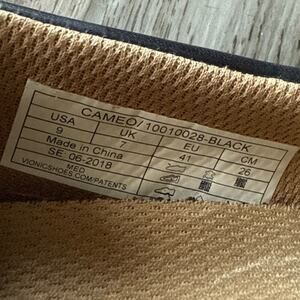 CAMEO/10010028-BLACK
USA UK EU CM
9 7 41 26
Made in China
SE: 06-2018
MED
VIONICSHOES.COM/PATENTS